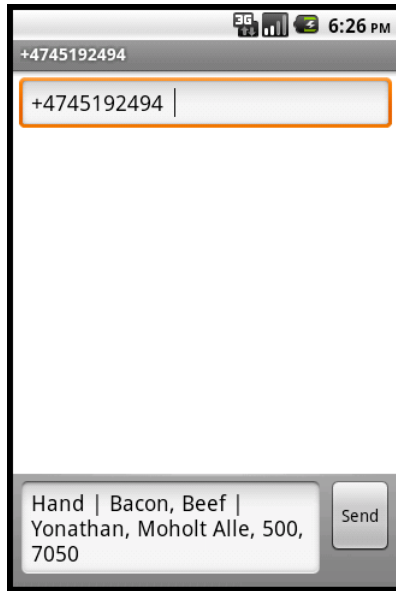 3G 6:26 PM
+4745192494
+4745192494
Hand | Bacon, Beef |
Yonathan, Moholt Alle, 500,
7050
Send